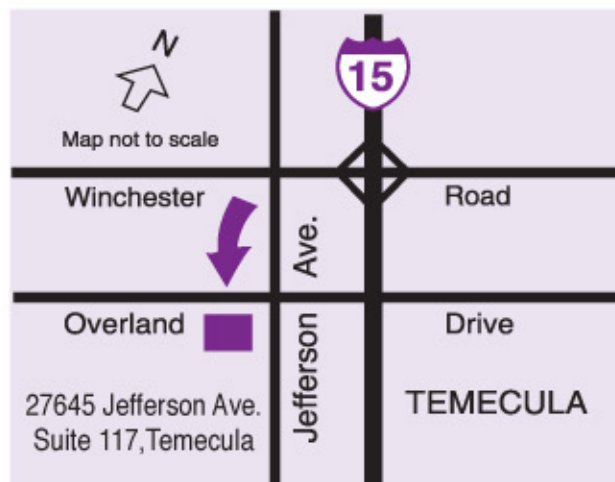 N
15
Map not to scale
Winchester Road
Jefferson Ave.
Overland Drive
27645 Jefferson Ave.
Suite 117,Temecula
TEMECULA